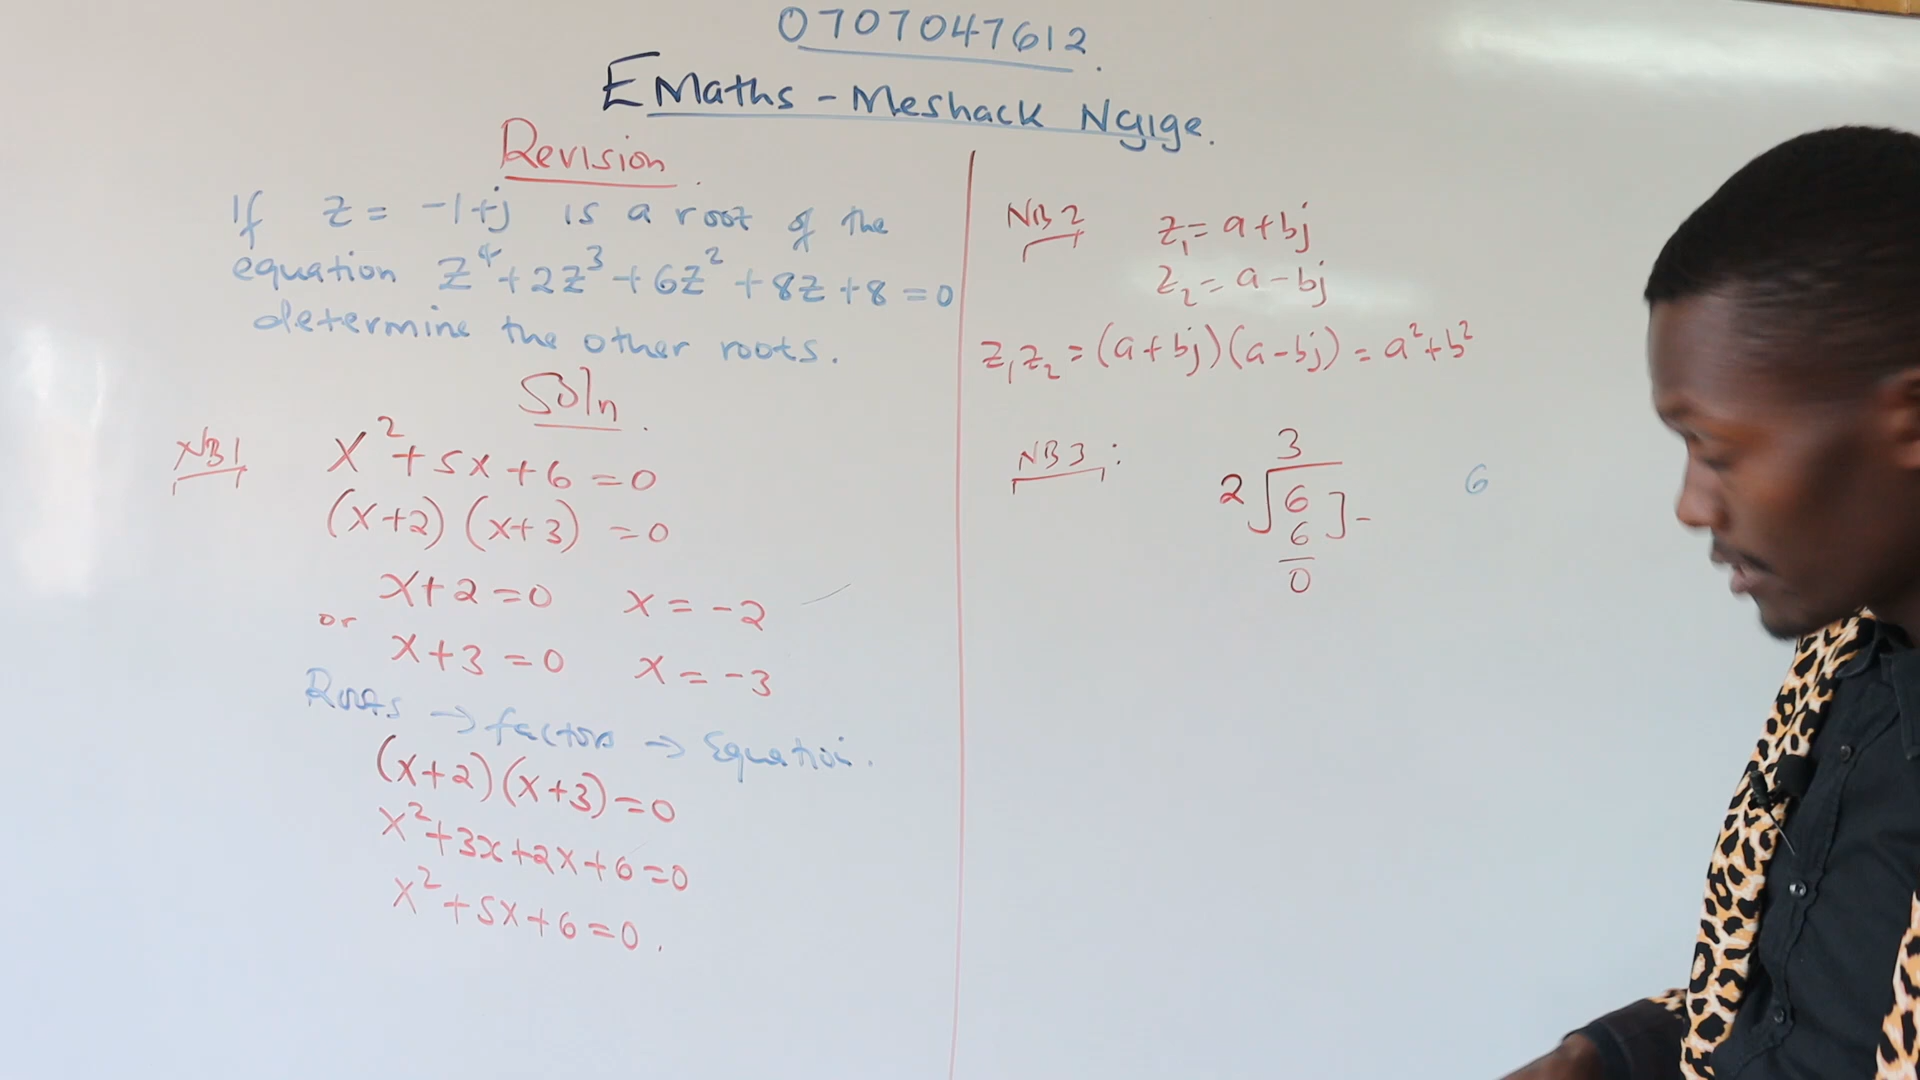 0707047612.
EMaths - Meshack Ngige.
Revision
If z = -1+j is a root of the
equation z⁴+2z³+6z²+8z+8=0
determine the other roots.
Soln.
NB1 x²+5x+6=0
(x+2)(x+3)=0
x+2=0 x=-2
or x+3=0 x=-3
Roots → factors → Equation.
(x+2)(x+3)=0
x²+3x+2x+6=0
x²+5x+6=0.
NB2 z₁=a+bj
z₂=a-bj
z₁z₂=(a+bj)(a-bj)=a²+b²
NB3:
3
2 6 ] - 6
6
0